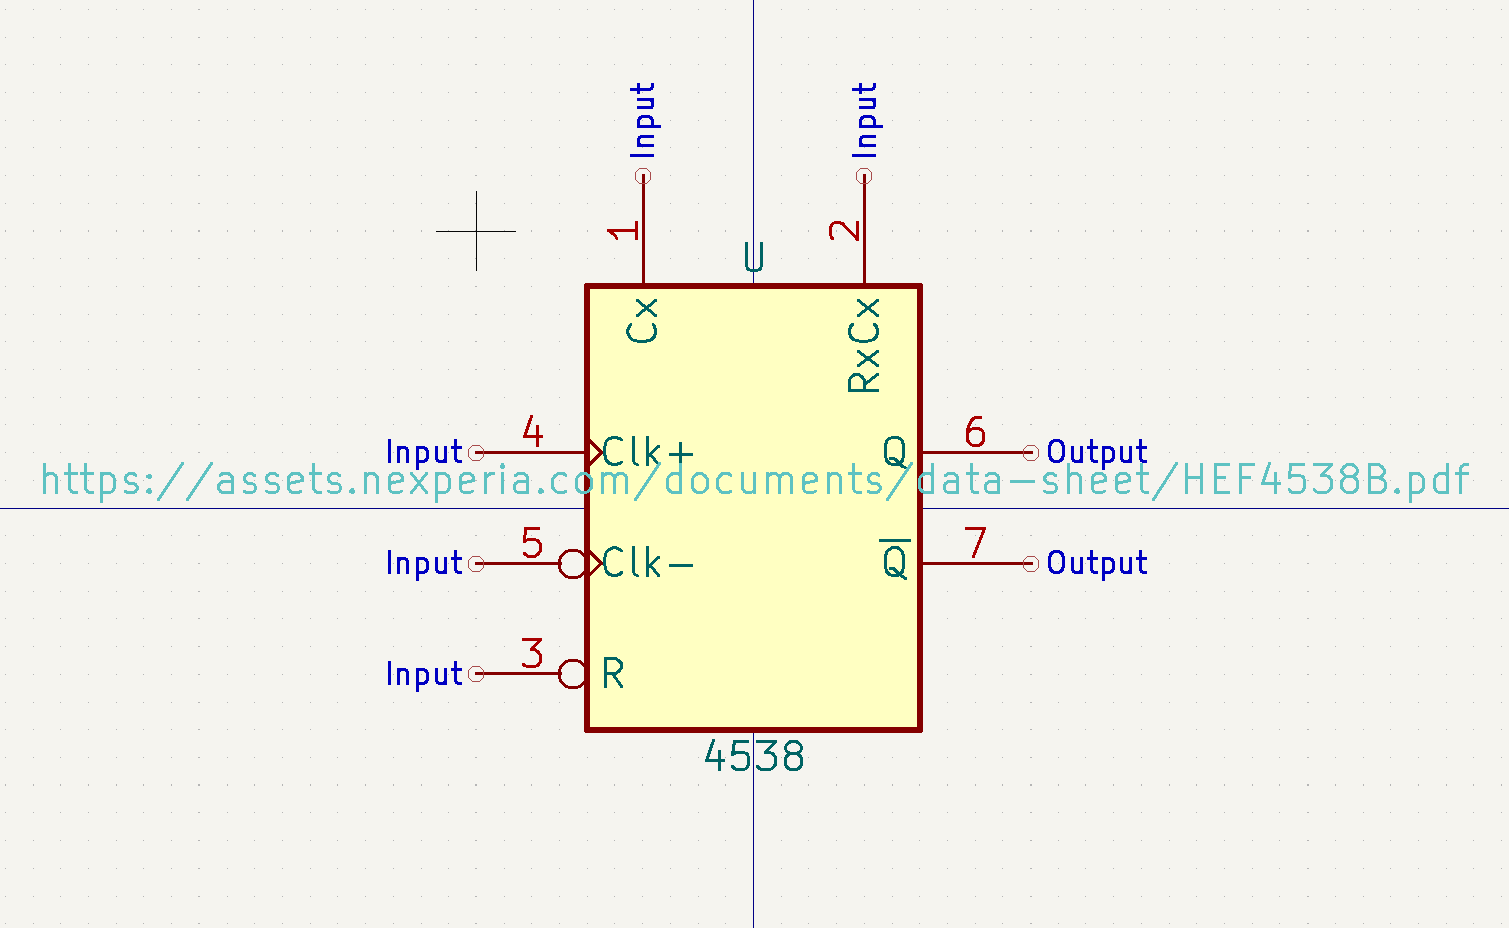 Input
Input
1
2
U
Cx
RxCx
4
6
Input
Clk+
Q
Output
https://assets.nexperia.com/documents/data-sheet/HEF4538B.pdf
5
7
Input
Clk-
Q̅
Output
3
Input
R
4538